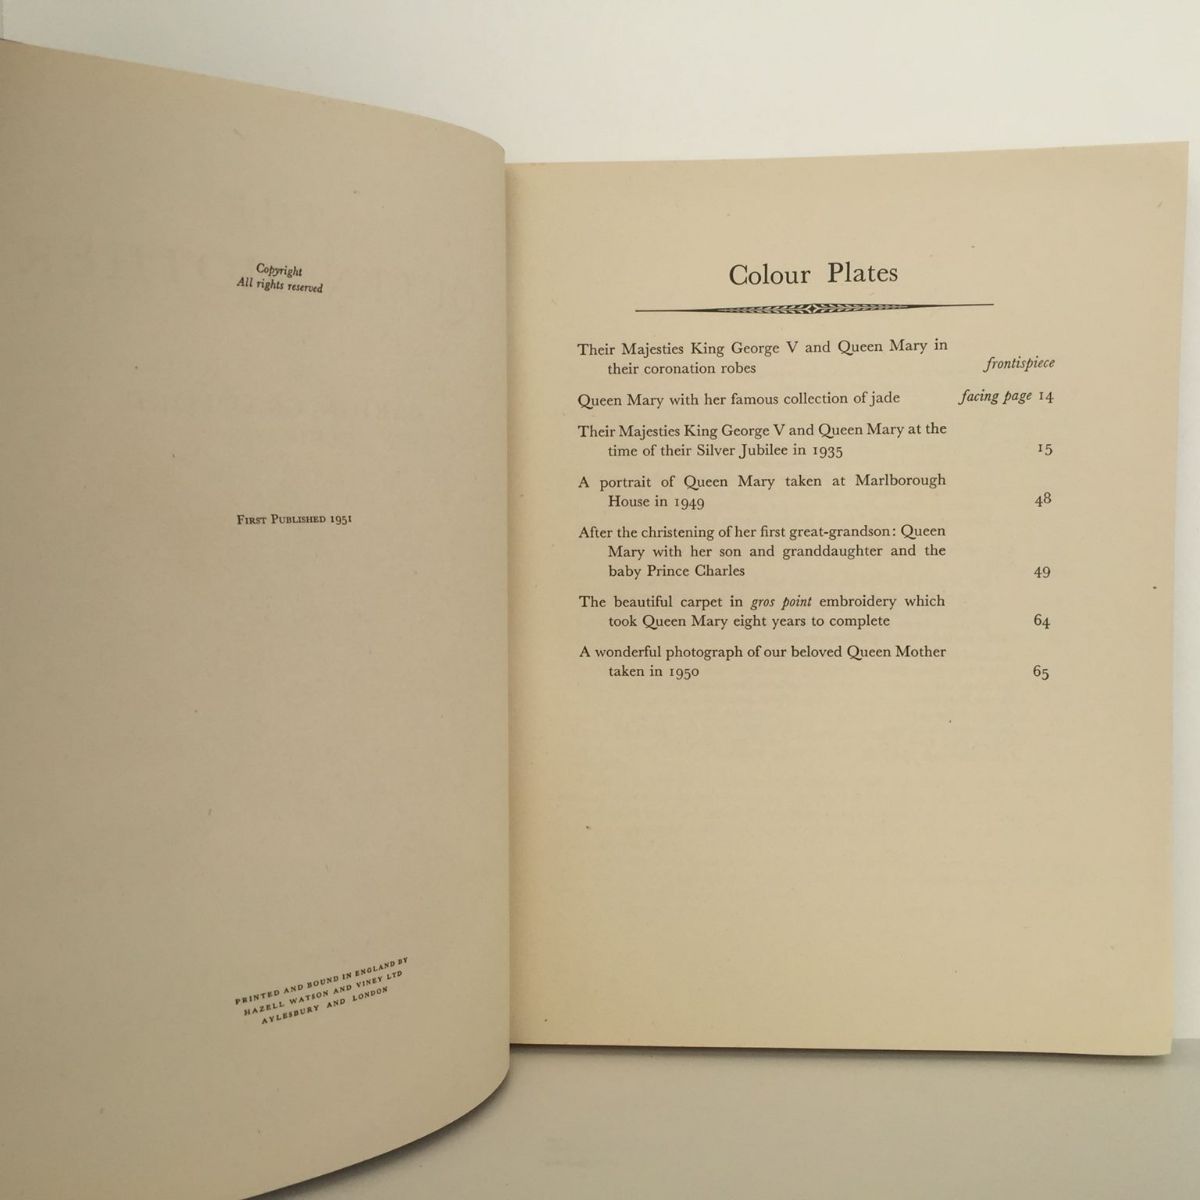 Copyright
All rights reserved
FIRST PUBLISHED 1951
PRINTED AND BOUND IN ENGLAND BY
HAZELL WATSON AND VINEY LTD
AYLESBURY AND LONDON
Colour Plates
Their Majesties King George V and Queen Mary in
their coronation robes frontispiece
Queen Mary with her famous collection of jade facing page 14
Their Majesties King George V and Queen Mary at the
time of their Silver Jubilee in 1935 15
A portrait of Queen Mary taken at Marlborough
House in 1949 48
After the christening of her first great-grandson: Queen
Mary with her son and granddaughter and the
baby Prince Charles 49
The beautiful carpet in gros point embroidery which
took Queen Mary eight years to complete 64
A wonderful photograph of our beloved Queen Mother
taken in 1950 65